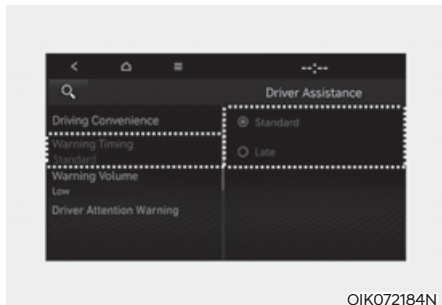 --:--
Driver Assistance
Driving Convenience
Warning Timing
Standard
Warning Volume
Low
Driver Attention Warning
Standard
Late
OIK072184N